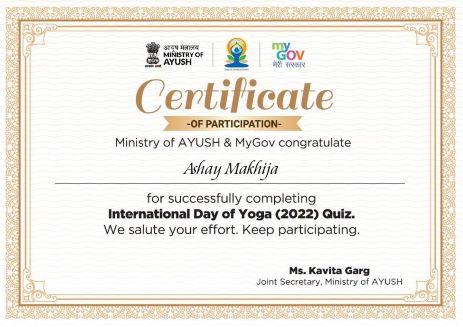 आयुष मंत्रालय
MINISTRY OF
AYUSH
my
GOV
मेरी सरकार
Certificate
-OF PARTICIPATION-
Ministry of AYUSH & MyGov congratulate
Ashay Makhija
for successfully completing
International Day of Yoga (2022) Quiz.
We salute your effort. Keep participating.
Ms. Kavita Garg
Joint Secretary, Ministry of AYUSH